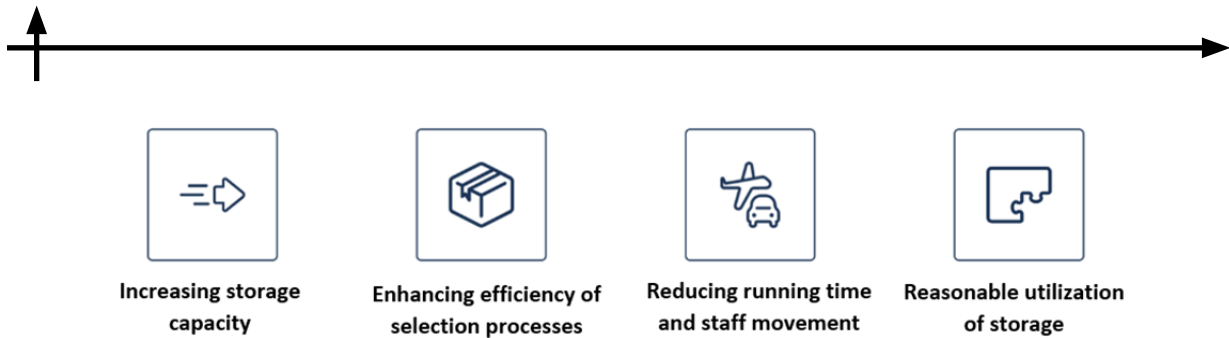 Increasing storage
capacity
Enhancing efficiency of
selection processes
Reducing running time
and staff movement
Reasonable utilization
of storage